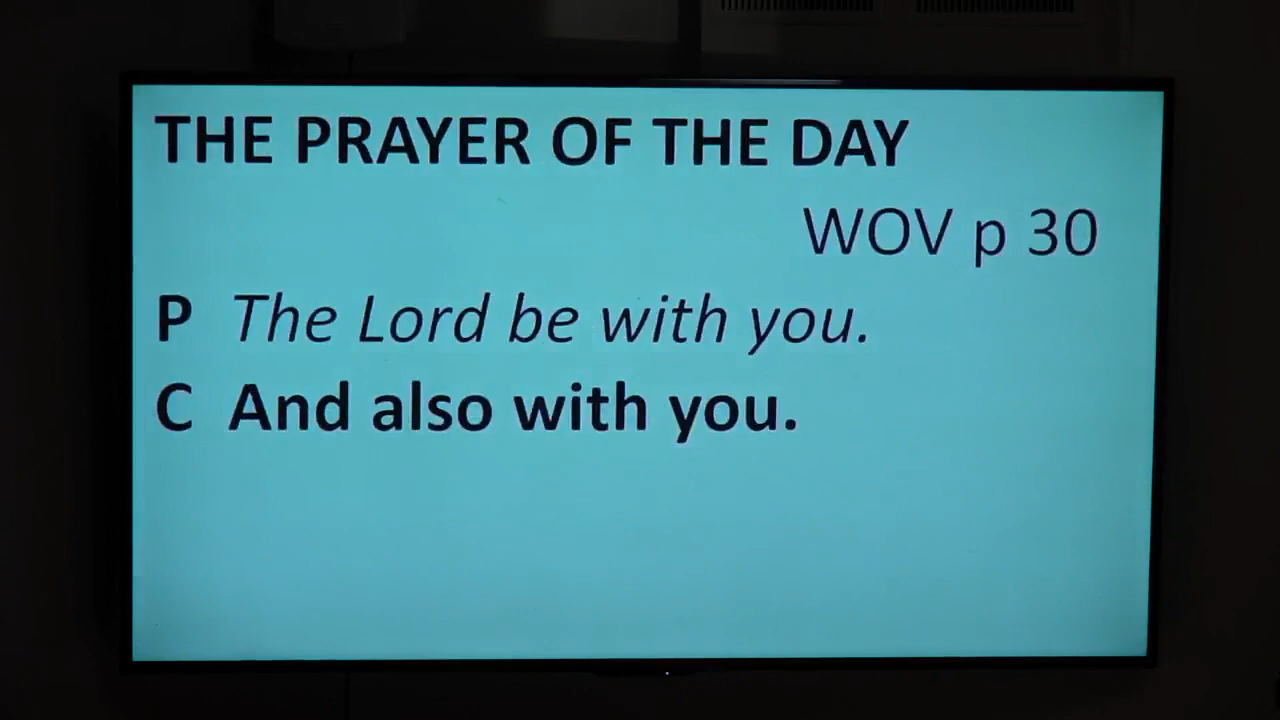 THE PRAYER OF THE DAY
WOV p 30
P The Lord be with you.
C And also with you.